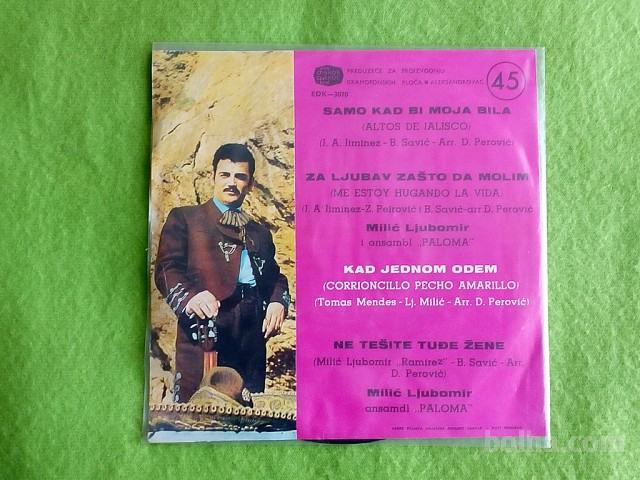 diskos
PREDUZEĆE ZA PROIZVODNJU
GRAMOFONSKIH PLOČA ALEKSANDROVAC
45
EDK—3070
SAMO KAD BI MOJA BILA
(ALTOS DE JALISCO)
(J. A. Jiminez - B. Savić - Arr. D. Perović)
ZA LJUBAV ZAŠTO DA MOLIM
(ME ESTOY HUGANDO LA VIDA)
(J. A Jiminez-Z. Petrović i B. Savić-arr D. Perović
Milić Ljubomir
i ansambl „PALOMA"
KAD JEDNOM ODEM
(CORRIONCILLO PECHO AMARILLO)
(Tomas Mendes - Lj. Milić - Arr. D. Perović)
NE TEŠITE TUĐE ŽENE
(Milić Ljubomir „Ramirez" - B. Savić - Arr.
D. Perović)
Milić Ljubomir
ansamdl „PALOMA"
bolha.com